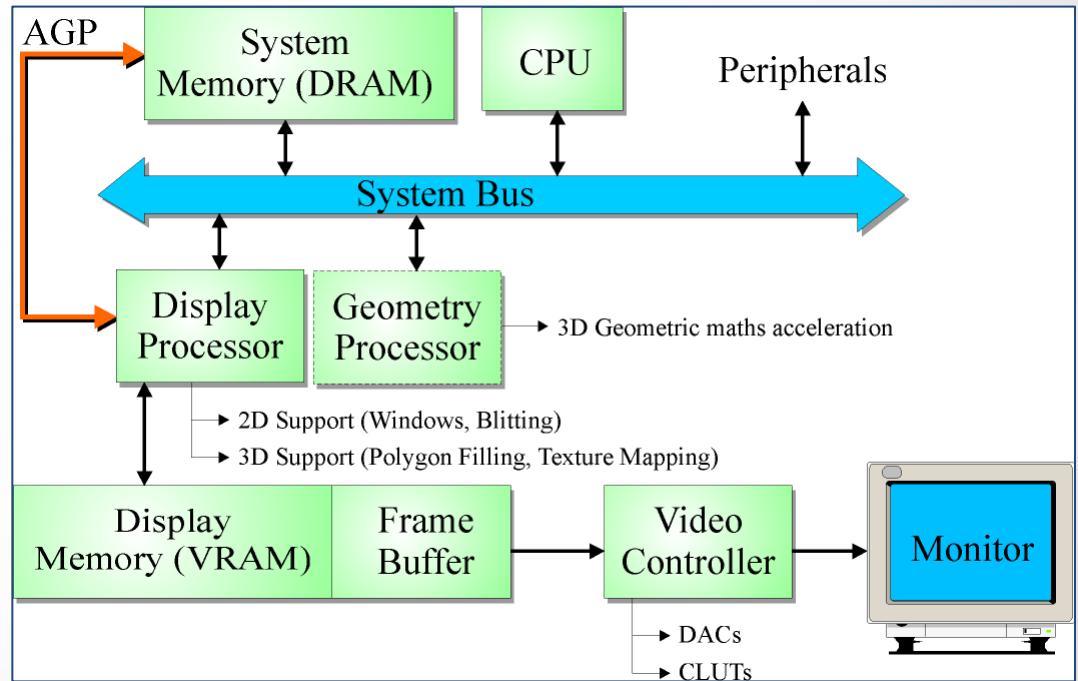 AGP
System
Memory (DRAM)
CPU
Peripherals
System Bus
Display
Processor
Geometry
Processor
3D Geometric maths acceleration
2D Support (Windows, Blitting)
3D Support (Polygon Filling, Texture Mapping)
Display
Memory (VRAM)
Frame
Buffer
Video
Controller
Monitor
DACs
CLUTs